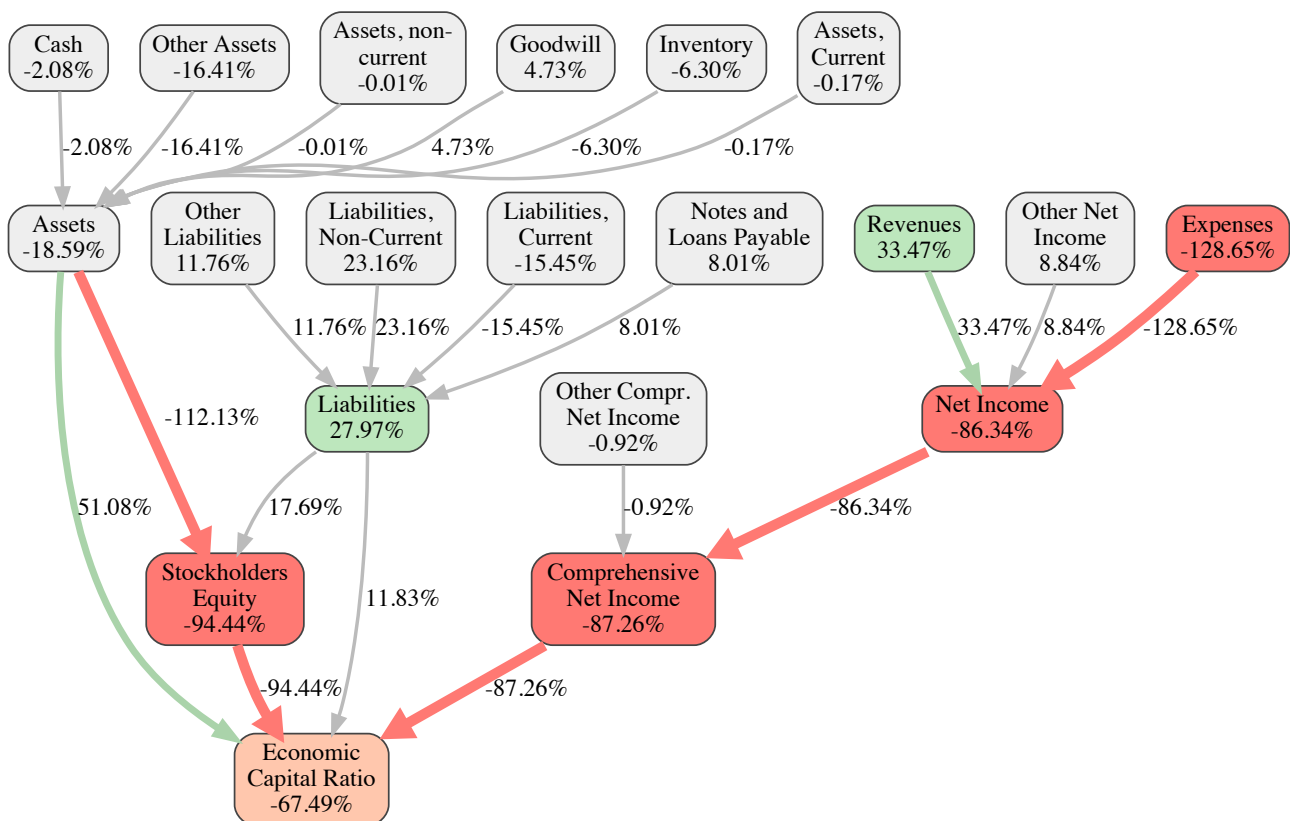 Cash
-2.08%
Other Assets
-16.41%
Assets, non-
current
-0.01%
Goodwill
4.73%
Inventory
-6.30%
Assets,
Current
-0.17%
-2.08%
-16.41%
-0.01%
4.73%
-6.30%
-0.17%
Assets
-18.59%
Other
Liabilities
11.76%
Liabilities,
Non-Current
23.16%
Liabilities,
Current
-15.45%
Notes and
Loans Payable
8.01%
Revenues
33.47%
Other Net
Income
8.84%
Expenses
-128.65%
11.76%
23.16%
-15.45%
8.01%
33.47%
8.84%
-128.65%
-112.13%
Liabilities
27.97%
Other Compr.
Net Income
-0.92%
Net Income
-86.34%
51.08%
17.69%
-0.92%
-86.34%
Stockholders
Equity
-94.44%
11.83%
Comprehensive
Net Income
-87.26%
-94.44%
-87.26%
Economic
Capital Ratio
-67.49%